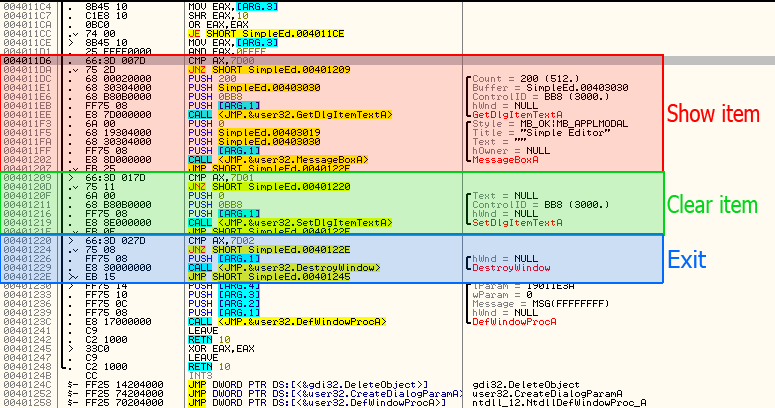 004011C4 . 8B45 10 MOV EAX,[ARG.3]
004011C7 . C1E8 10 SHR EAX,10
004011CA . 0BC0 OR EAX,EAX
004011CC .v 74 00 JE SHORT SimpleEd.004011CE
004011CE > 8B45 10 MOV EAX,[ARG.3]
004011D1 . 25 FFFF0000 AND EAX,0FFFF
004011D6 . 66:3D 007D CMP AX,7D00
004011DA .v 75 2D JNZ SHORT SimpleEd.00401209
004011DC . 68 00020000 PUSH 200 Count = 200 (512.)
004011E1 . 68 30304000 PUSH SimpleEd.00403030 Buffer = SimpleEd.00403030
004011E6 . 68 B80B0000 PUSH 0BB8 ControlID = BB8 (3000.)
004011EB . FF75 08 PUSH [ARG.1] hWnd = NULL
004011EE . E8 7D000000 CALL <JMP.&user32.GetDlgItemTextA> GetDlgItemTextA
004011F3 . 6A 00 PUSH 0 Style = MB_OK|MB_APPLMODAL
004011F5 . 68 19304000 PUSH SimpleEd.00403019 Title = "Simple Editor"
004011FA . 68 30304000 PUSH SimpleEd.00403030 Text = ""
004011FF . FF75 08 PUSH [ARG.1] hOwner = NULL
00401202 . E8 8D000000 CALL <JMP.&user32.MessageBoxA> MessageBoxA
00401207 .v EB 25 JMP SHORT SimpleEd.0040122E
Show item
00401209 > 66:3D 017D CMP AX,7D01
0040120D .v 75 11 JNZ SHORT SimpleEd.00401220
0040120F . 6A 00 PUSH 0 Text = NULL
00401211 . 68 B80B0000 PUSH 0BB8 ControlID = BB8 (3000.)
00401216 . FF75 08 PUSH [ARG.1] hWnd = NULL
00401219 . E8 8E000000 CALL <JMP.&user32.SetDlgItemTextA> SetDlgItemTextA
0040121E .v EB 0E JMP SHORT SimpleEd.0040122E
Clear item
00401220 > 66:3D 027D CMP AX,7D02
00401224 .v 75 08 JNZ SHORT SimpleEd.0040122E
00401226 . FF75 08 PUSH [ARG.1] hWnd = NULL
00401229 . E8 30000000 CALL <JMP.&user32.DestroyWindow> DestroyWindow
0040122E >v EB 15 JMP SHORT SimpleEd.00401245
Exit
00401230 > FF75 14 PUSH [ARG.4] lParam = 19011E3A
00401233 . FF75 10 PUSH [ARG.3] wParam = 0
00401236 . FF75 0C PUSH [ARG.2] Message = MSG(FFFFFFFF)
00401239 . FF75 08 PUSH [ARG.1] hWnd = NULL
0040123C . E8 17000000 CALL <JMP.&user32.DefWindowProcA> DefWindowProcA
00401241 . C9 LEAVE
00401242 . C2 1000 RETN 10
00401245 > 33C0 XOR EAX,EAX
00401247 . C9 LEAVE
00401248 . C2 1000 RETN 10
0040124B CC INT3
0040124C $- FF25 14204000 JMP DWORD PTR DS:[<&gdi32.DeleteObject>] gdi32.DeleteObject
00401252 $- FF25 74204000 JMP DWORD PTR DS:[<&user32.CreateDialogParamA>] user32.CreateDialogParamA
00401258 $- FF25 70204000 JMP DWORD PTR DS:[<&user32.DefWindowProcA>] ntdll_12.NtdllDefWindowProc_A